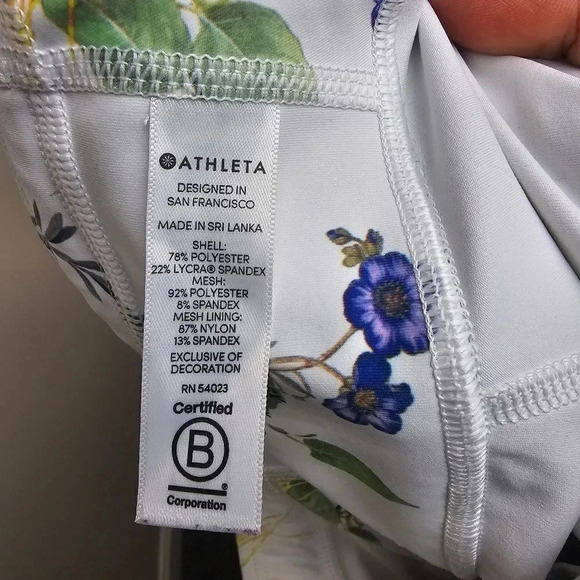 ATHLETA
DESIGNED IN
SAN FRANCISCO
MADE IN SRI LANKA
SHELL:
78% POLYESTER
22% LYCRA® SPANDEX
MESH:
92% POLYESTER
8% SPANDEX
MESH LINING:
87% NYLON
13% SPANDEX
EXCLUSIVE OF
DECORATION
RN 54023
Certified
B
Corporation